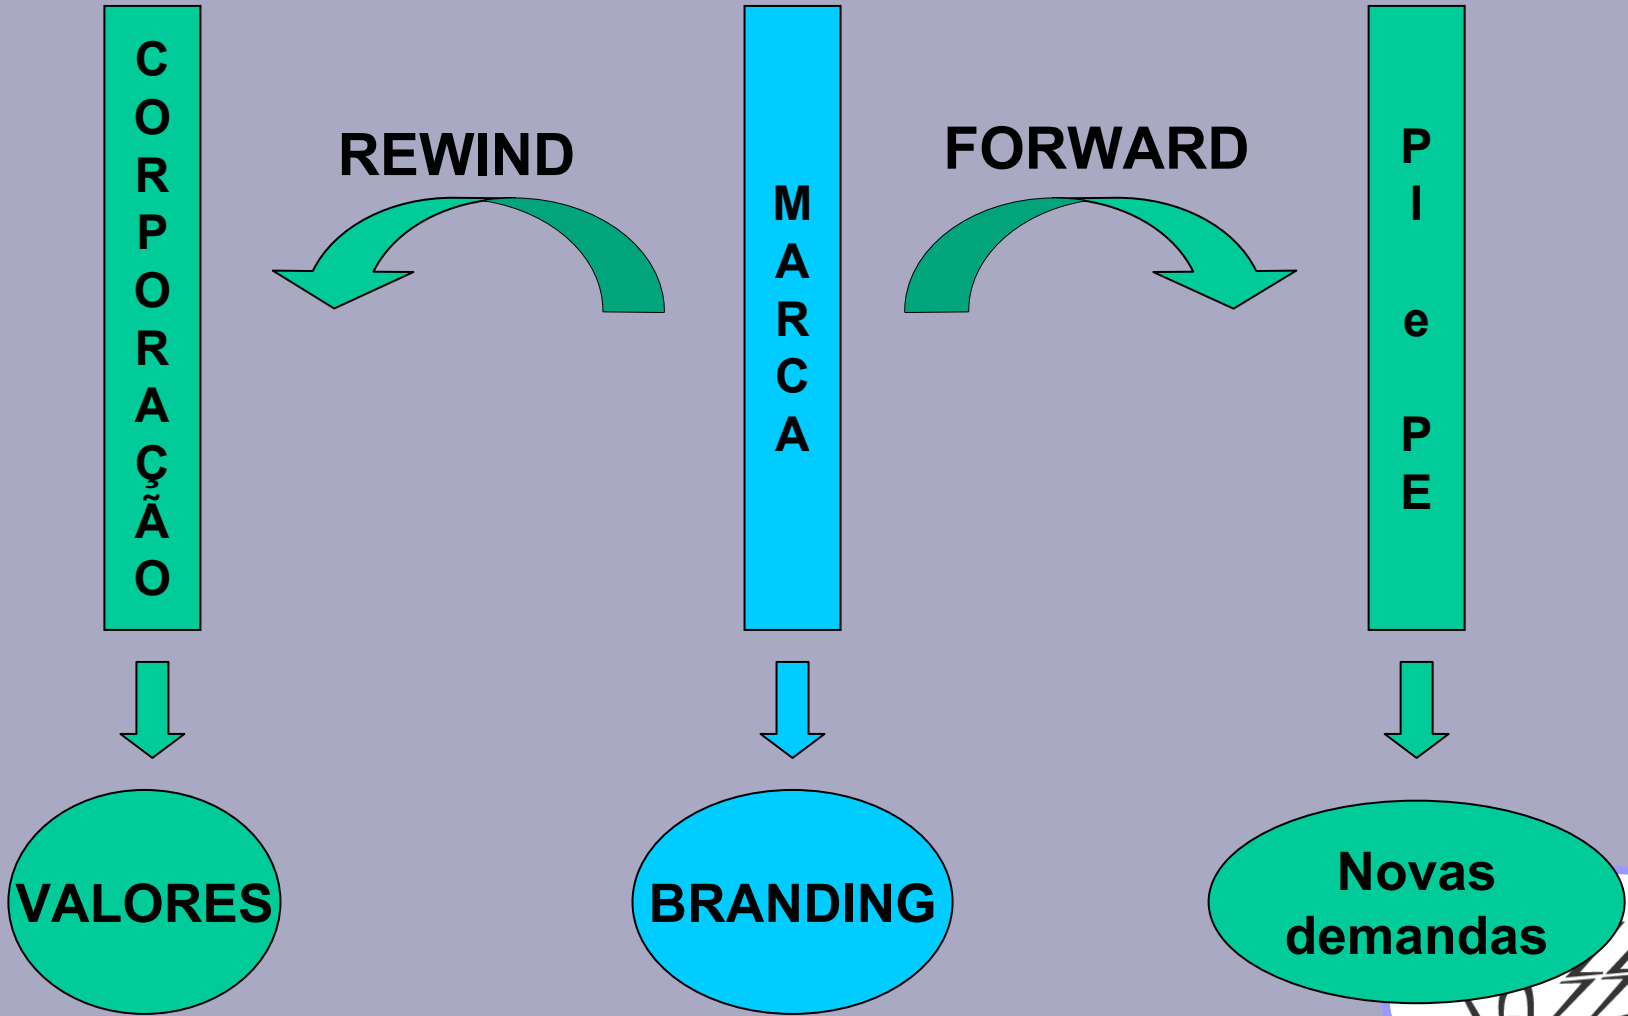 CORPORAÇÃO
REWIND
MARCA
FORWARD
PI e PE
VALORES
BRANDING
Novas
demandas